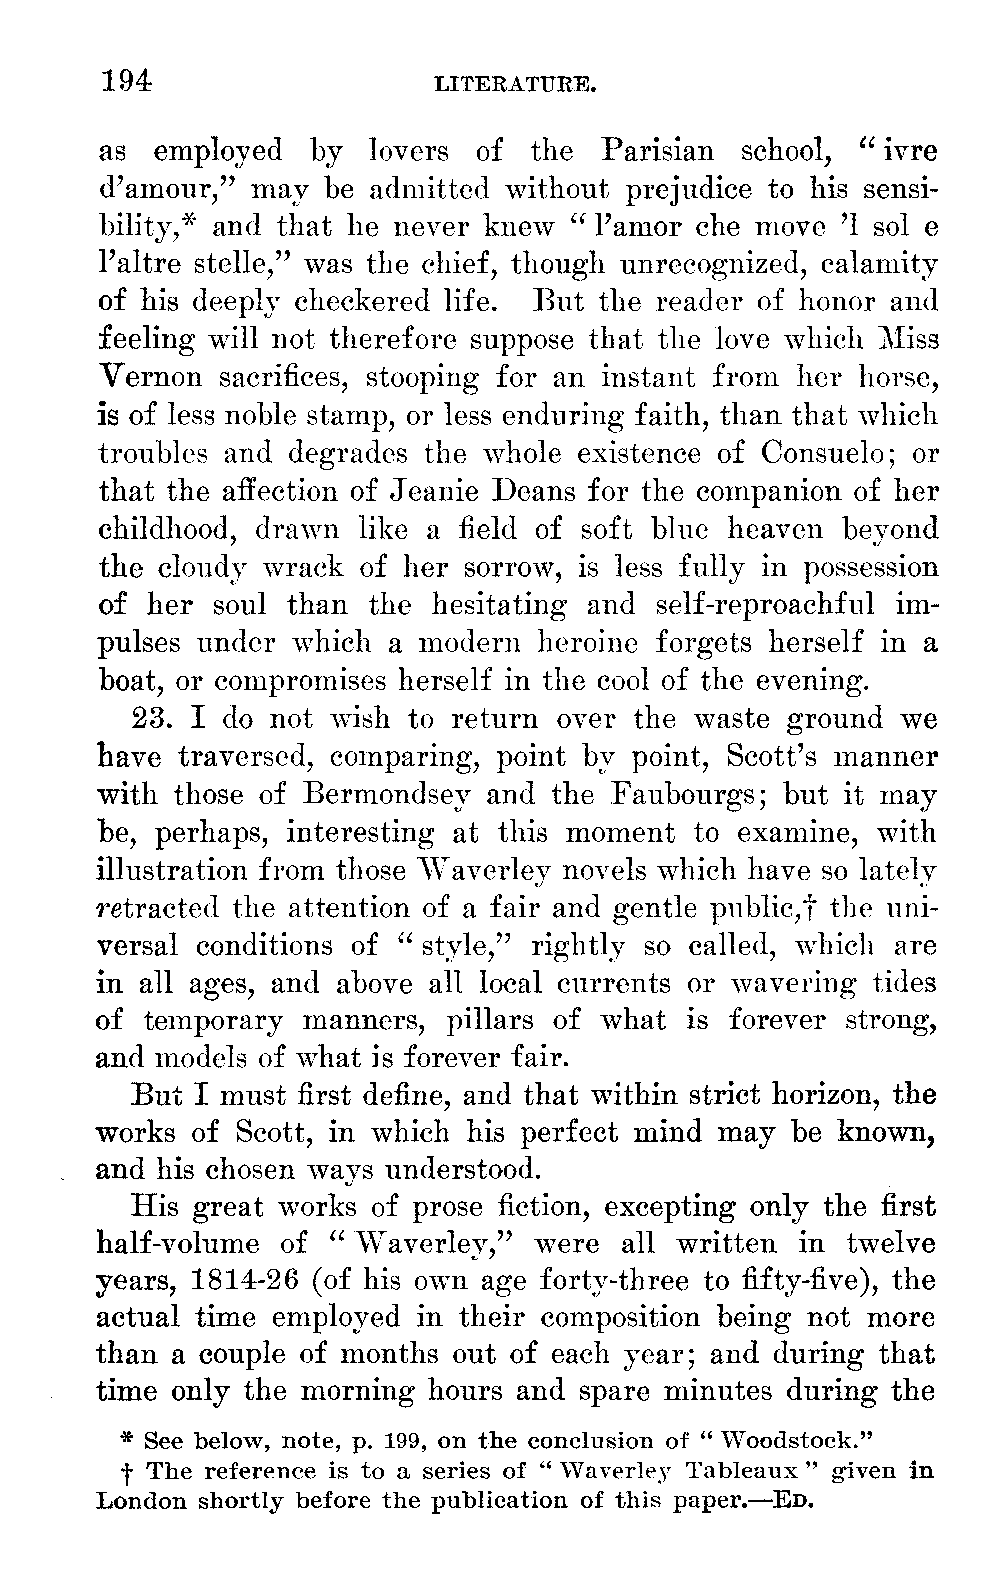 194 LITERATURE.
as employed by lovers of the Parisian school, “ ivre
d’amour,” may be admitted without prejudice to his sensi-
bility,* and that he never knew “ l’amor che move ’l sol e
l’altre stelle,” was the chief, though unrecognized, calamity
of his deeply checkered life. But the reader of honor and
feeling will not therefore suppose that the love which Miss
Vernon sacrifices, stooping for an instant from her horse,
is of less noble stamp, or less enduring faith, than that which
troubles and degrades the whole existence of Consuelo; or
that the affection of Jeanie Deans for the companion of her
childhood, drawn like a field of soft blue heaven beyond
the cloudy wrack of her sorrow, is less fully in possession
of her soul than the hesitating and self-reproachful im-
pulses under which a modern heroine forgets herself in a
boat, or compromises herself in the cool of the evening.
23. I do not wish to return over the waste ground we
have traversed, comparing, point by point, Scott’s manner
with those of Bermondsey and the Faubourgs; but it may
be, perhaps, interesting at this moment to examine, with
illustration from those Waverley novels which have so lately
retracted the attention of a fair and gentle public,† the uni-
versal conditions of “ style,” rightly so called, which are
in all ages, and above all local currents or wavering tides
of temporary manners, pillars of what is forever strong,
and models of what is forever fair.
But I must first define, and that within strict horizon, the
works of Scott, in which his perfect mind may be known,
and his chosen ways understood.
His great works of prose fiction, excepting only the first
half-volume of “ Waverley,” were all written in twelve
years, 1814-26 (of his own age forty-three to fifty-five), the
actual time employed in their composition being not more
than a couple of months out of each year; and during that
time only the morning hours and spare minutes during the
* See below, note, p. 199, on the conclusion of “ Woodstock.”
† The reference is to a series of “ Waverley Tableaux ” given in
London shortly before the publication of this paper.—ED.